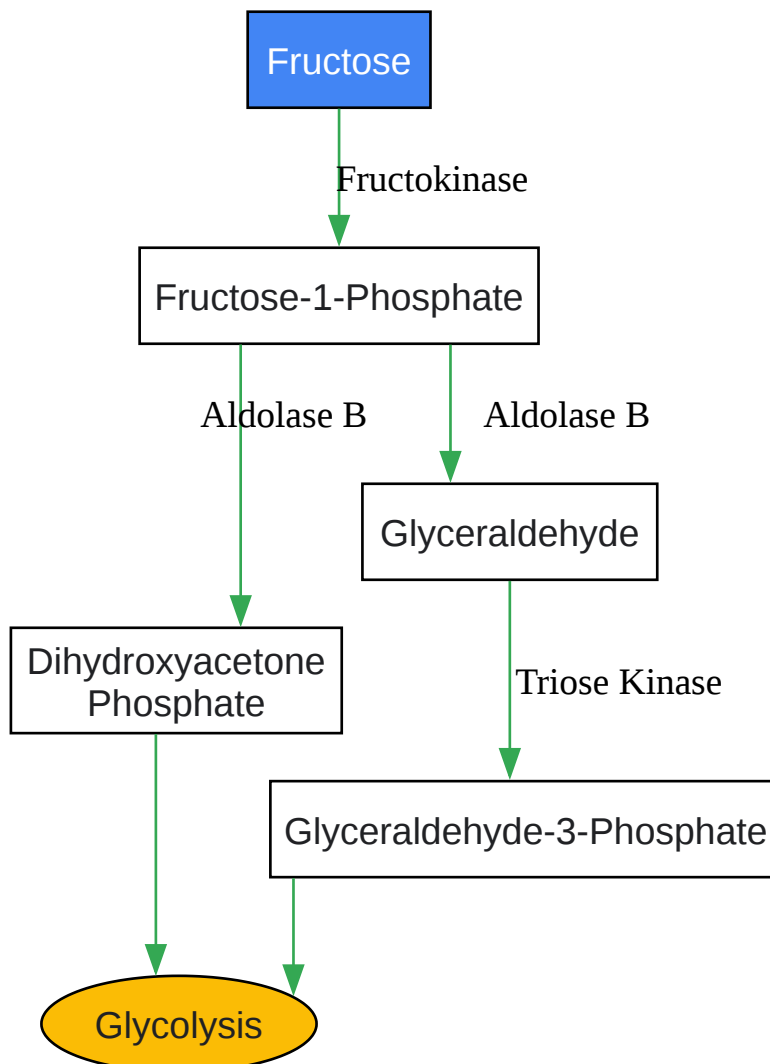 Fructose
Fructokinase
Fructose-1-Phosphate
Aldolase B
Aldolase B
Glyceraldehyde
Dihydroxyacetone
Phosphate
Triose Kinase
Glyceraldehyde-3-Phosphate
Glycolysis